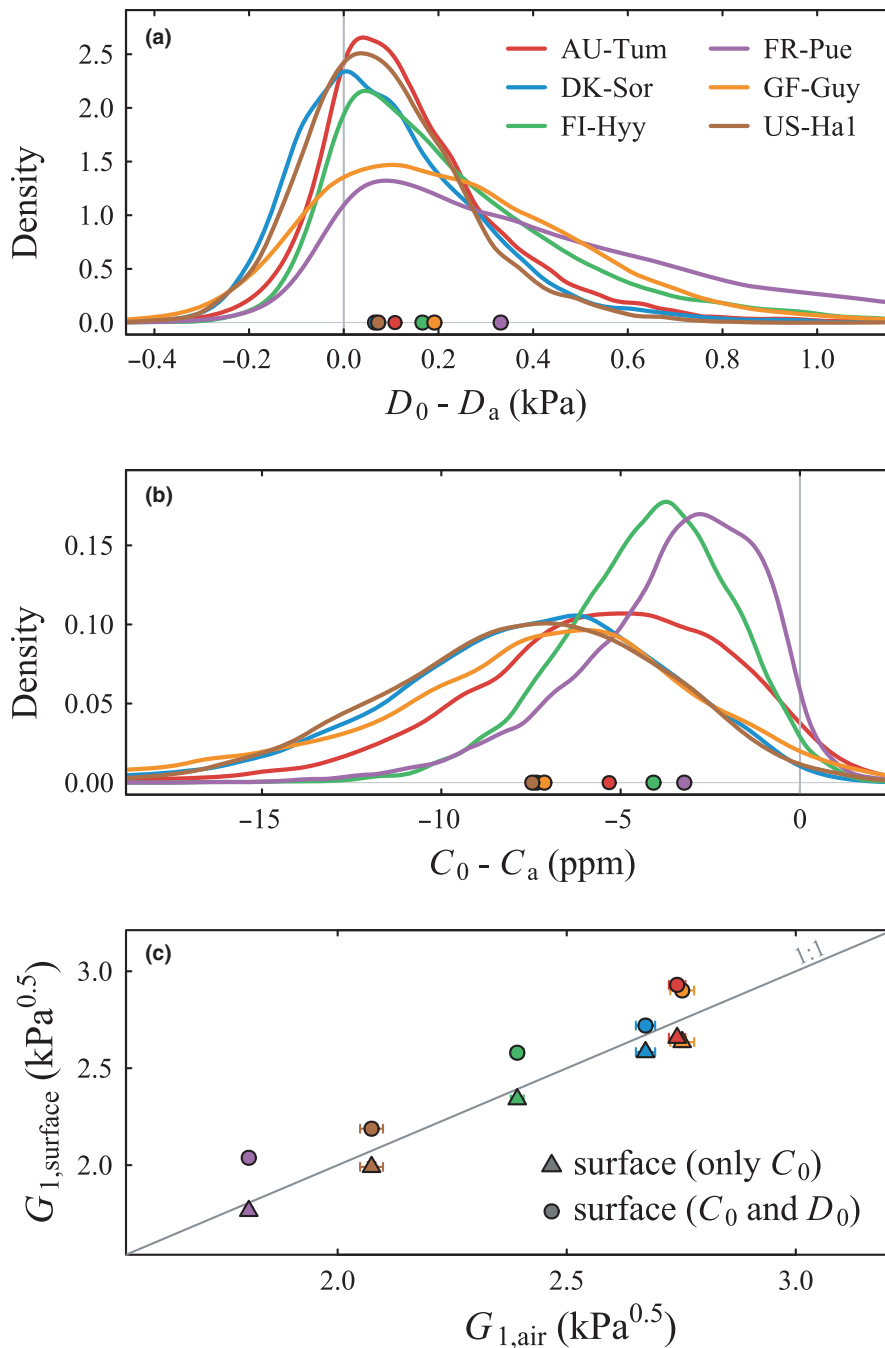 (a)
AU-Tum FR-Pue
DK-Sor GF-Guy
FI-Hyy US-Ha1
Density
2.5
2.0
1.5
1.0
0.5
0.0
−0.4 −0.2 0.0 0.2 0.4 0.6 0.8 1.0
D0 - Da (kPa)
(b)
Density
0.15
0.10
0.05
0.00
−15 −10 −5 0
C0 - Ca (ppm)
(c)
1:1
G1,surface (kPa^0.5)
3.0
2.5
2.0
surface (only C0)
surface (C0 and D0)
2.0 2.5 3.0
G1,air (kPa^0.5)